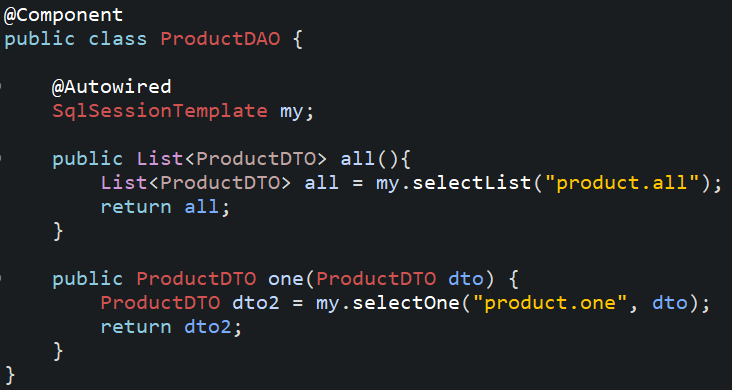 @Component
public class ProductDAO {
@Autowired
SqlSessionTemplate my;
public List<ProductDTO> all(){
List<ProductDTO> all = my.selectList("product.all");
return all;
}
public ProductDTO one(ProductDTO dto) {
ProductDTO dto2 = my.selectOne("product.one", dto);
return dto2;
}
}